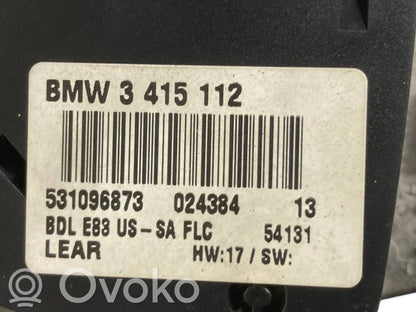 BMW 3 415 112
531096873 024384 13
BDL E83 US-SA FLC 54131
LEAR HW:17 / SW:
OVOKO